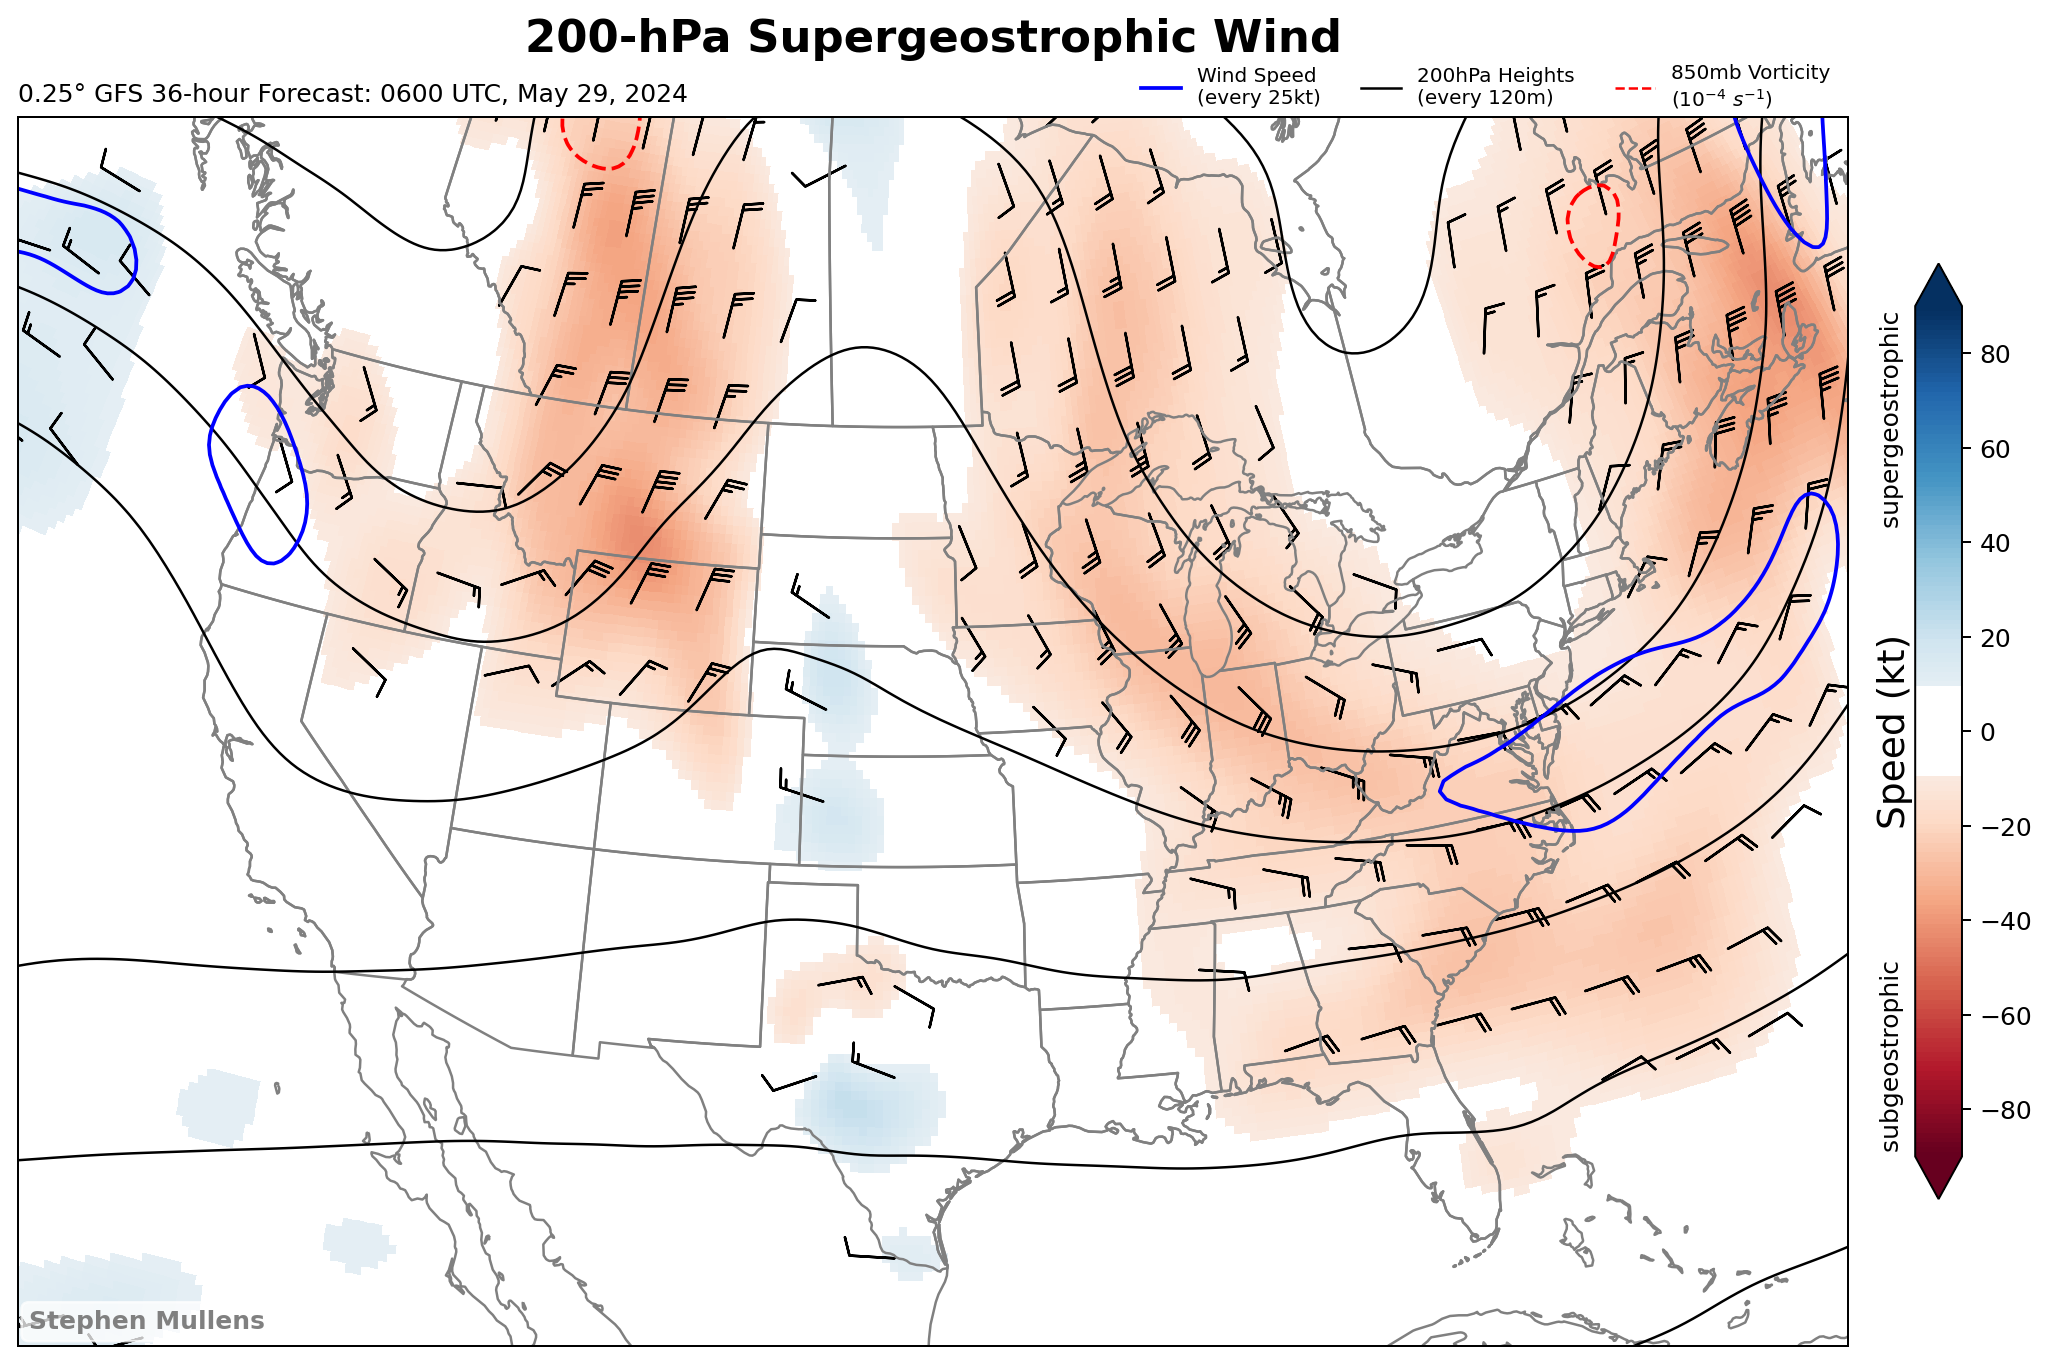 200-hPa Supergeostrophic Wind
0.25° GFS 36-hour Forecast: 0600 UTC, May 29, 2024
Wind Speed
(every 25kt)
200hPa Heights
(every 120m)
850mb Vorticity
(10⁻⁴ s⁻¹)
supergeostrophic
Speed (kt)
subgeostrophic
80
60
40
20
0
−20
−40
−60
−80
Stephen Mullens